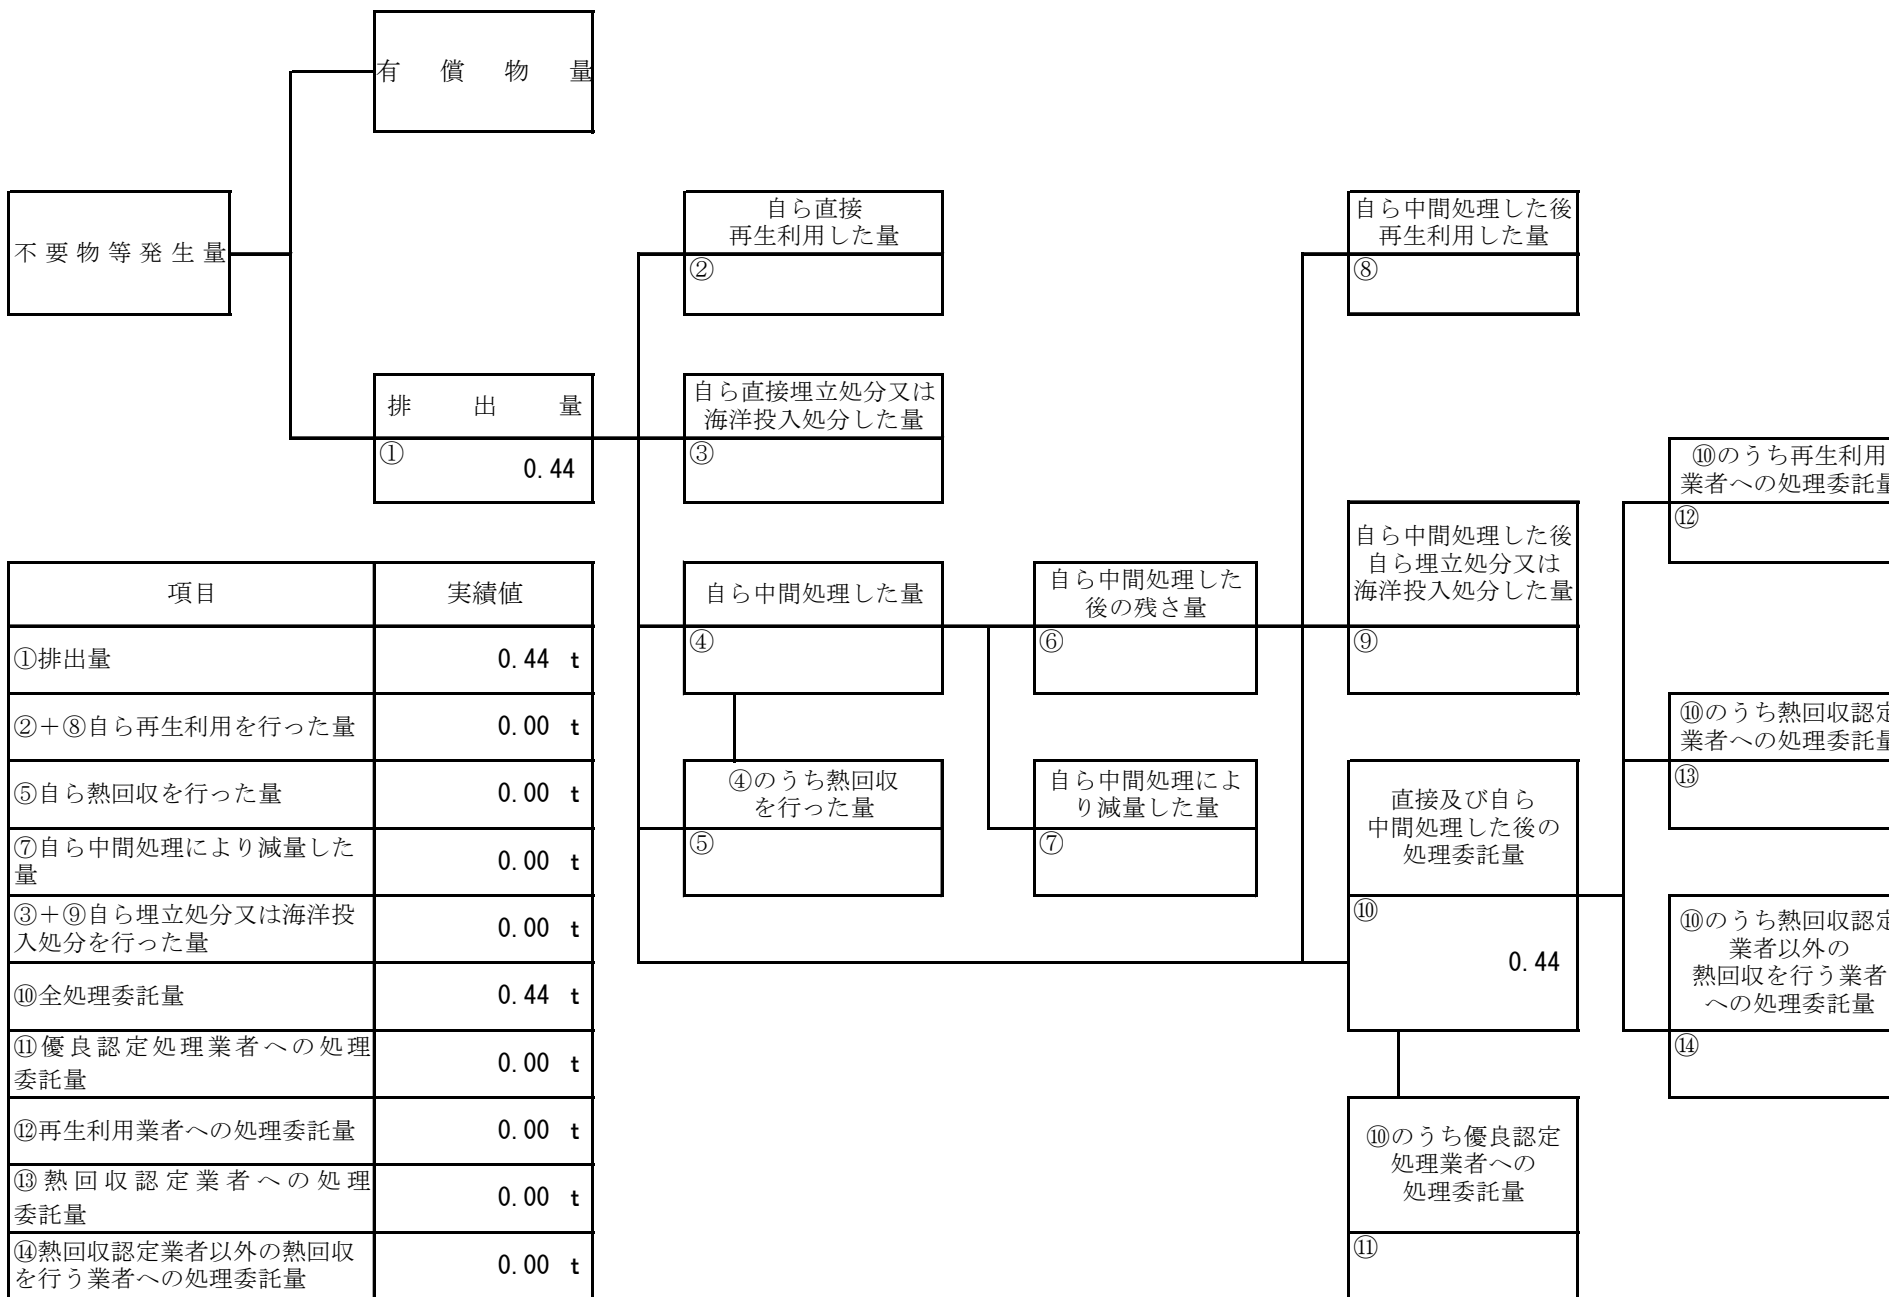 有償物量
不要物等発生量
自ら直接
再生利用した量
②
自ら中間処理した後
再生利用した量
⑧
排出量
①
0.44
自ら直接埋立処分又は
海洋投入処分した量
③
⑩のうち再生利用
業者への処理委託量
⑫
自ら中間処理した量
④
自ら中間処理した
後の残さ量
⑥
自ら中間処理した後
自ら埋立処分又は
海洋投入処分した量
⑨
④のうち熱回収
を行った量
⑤
自ら中間処理によ
り減量した量
⑦
直接及び自ら
中間処理した後の
処理委託量
⑩
0.44
⑩のうち熱回収認定
業者への処理委託量
⑬
⑩のうち熱回収認定
業者以外の
熱回収を行う業者
への処理委託量
⑭
⑩のうち優良認定
処理業者への
処理委託量
⑪
項目 実績値
①排出量 0.44 t
②+⑧自ら再生利用を行った量 0.00 t
⑤自ら熱回収を行った量 0.00 t
⑦自ら中間処理により減量した
量 0.00 t
③+⑨自ら埋立処分又は海洋投
入処分を行った量 0.00 t
⑩全処理委託量 0.44 t
⑪優良認定処理業者への処理
委託量 0.00 t
⑫再生利用業者への処理委託量 0.00 t
⑬熱回収認定業者への処理
委託量 0.00 t
⑭熱回収認定業者以外の熱回収
を行う業者への処理委託量 0.00 t